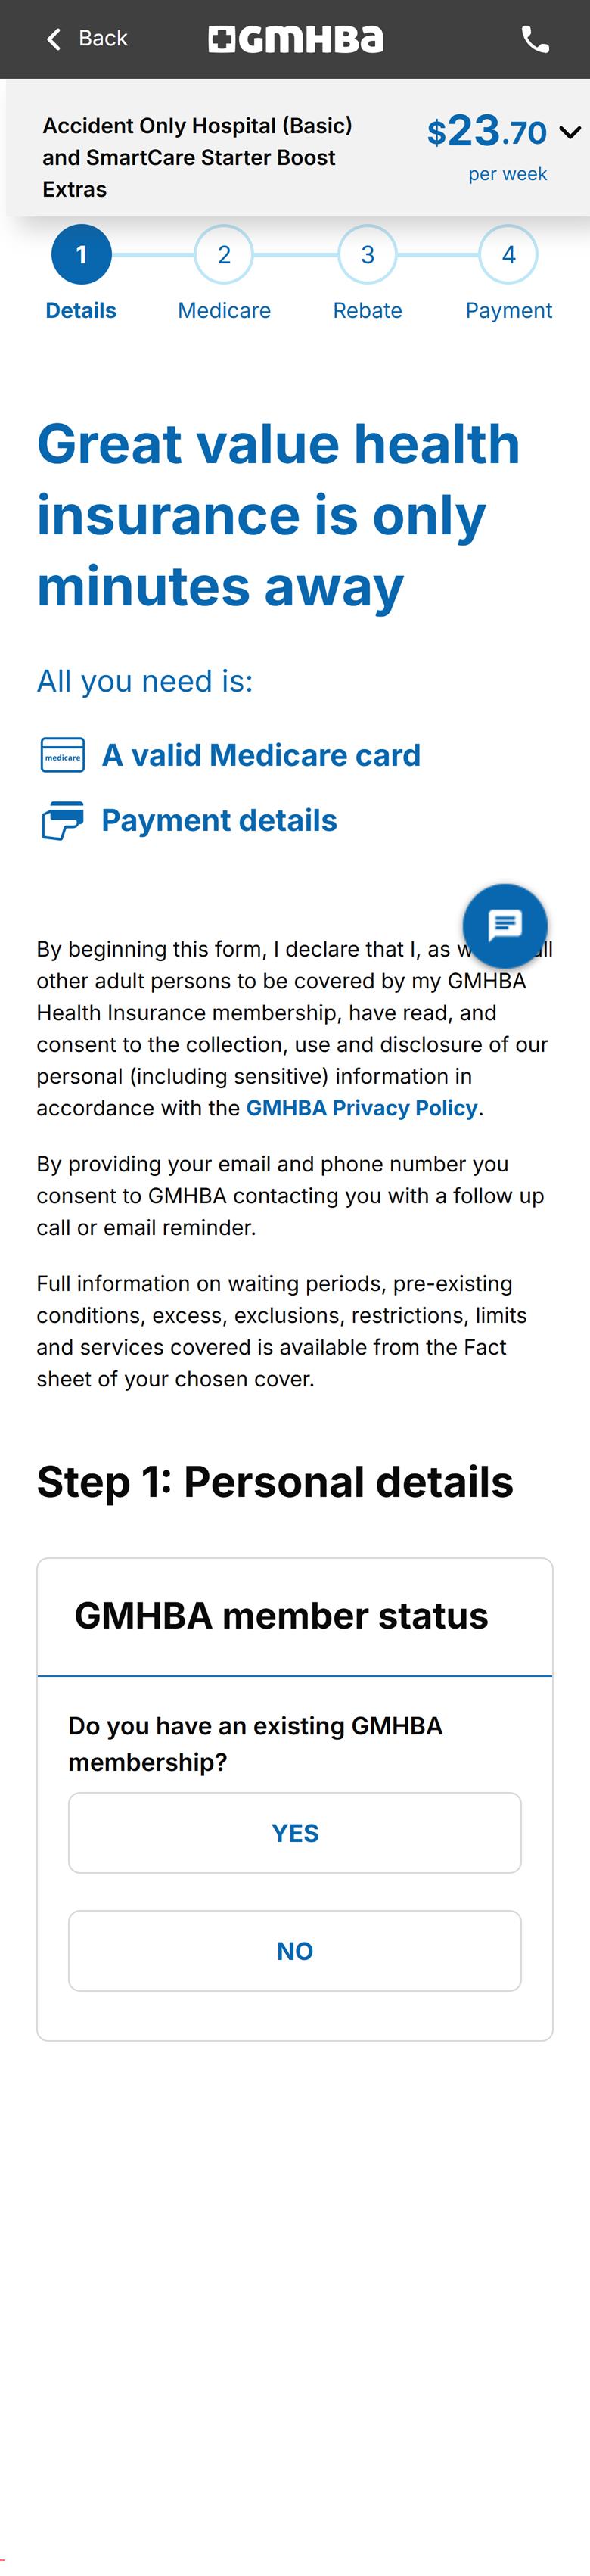 Back
GMHBA
Accident Only Hospital (Basic)
and SmartCare Starter Boost
Extras
$23.70
per week
1
2
3
4
Details
Medicare
Rebate
Payment
Great value health
insurance is only
minutes away
All you need is:
medicare
A valid Medicare card
Payment details
By beginning this form, I declare that I, as
other adult persons to be covered by my GMHBA
Health Insurance membership, have read, and
consent to the collection, use and disclosure of our
personal (including sensitive) information in
accordance with the GMHBA Privacy Policy.
By providing your email and phone number you
consent to GMHBA contacting you with a follow up
call or email reminder.
Full information on waiting periods, pre-existing
conditions, excess, exclusions, restrictions, limits
and services covered is available from the Fact
sheet of your chosen cover.
Step 1: Personal details
GMHBA member status
Do you have an existing GMHBA
membership?
YES
NO